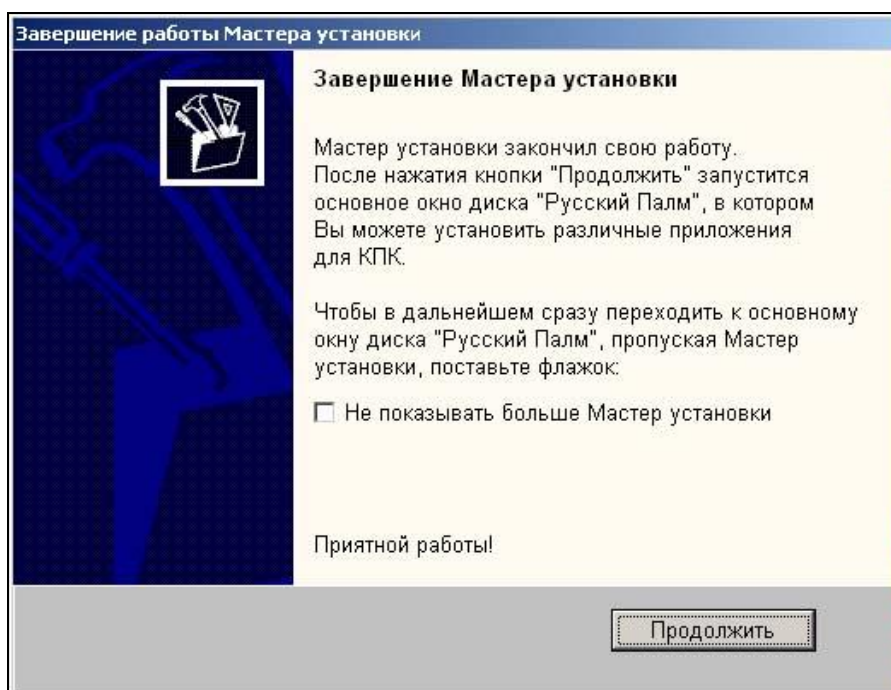 Завершение работы Мастера установки
Завершение Мастера установки
Мастер установки закончил свою работу.
После нажатия кнопки "Продолжить" запустится
основное окно диска "Русский Палм", в котором
Вы можете установить различные приложения
для КПК.
Чтобы в дальнейшем сразу переходить к основному
окну диска "Русский Палм", пропуская Мастер
установки, поставьте флажок:
Не показывать больше Мастер установки
Приятной работы!
Продолжить